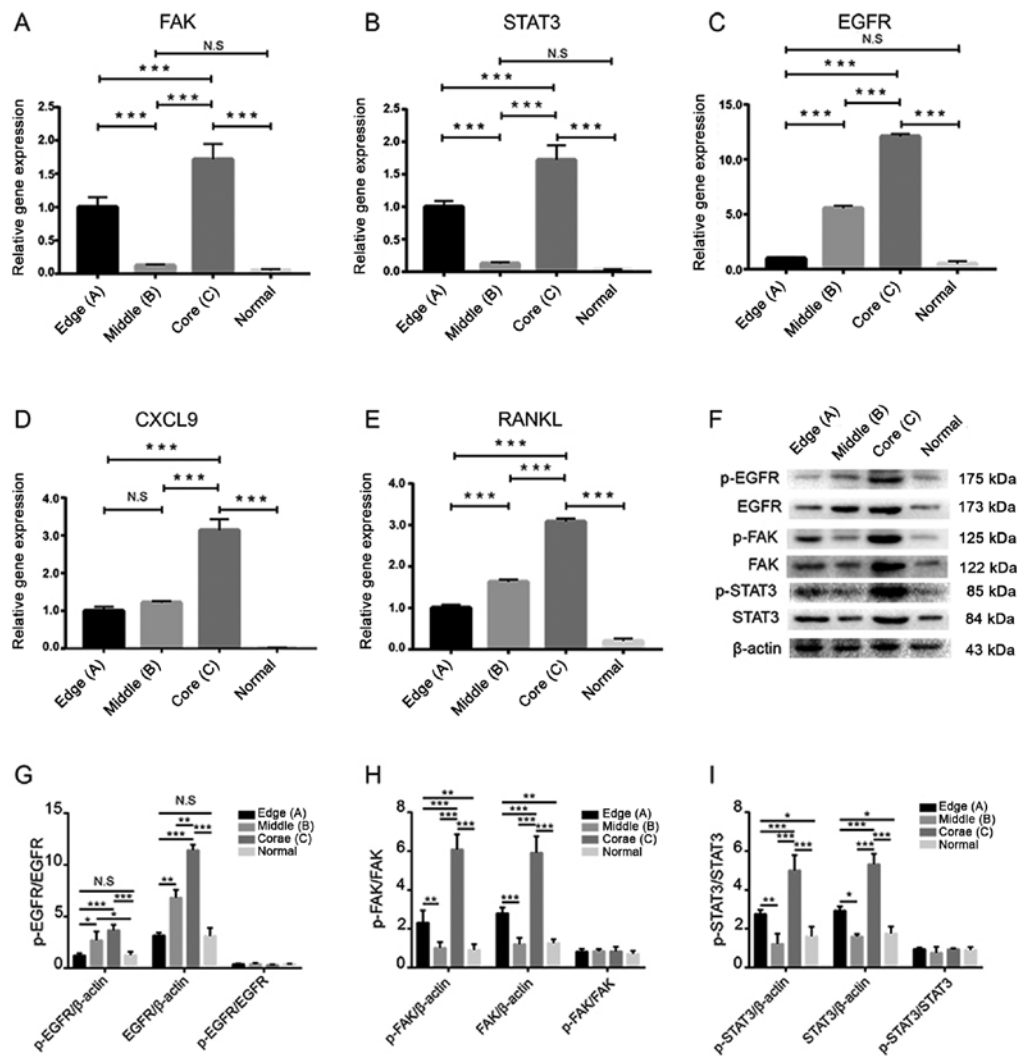 A FAK
N.S
***
***
***
***
Relative gene expression
2.5
2.0
1.5
1.0
0.5
0.0
Edge (A)
Middle (B)
Core (C)
Normal
B STAT3
N.S
***
***
***
***
Relative gene expression
2.5
2.0
1.5
1.0
0.5
0.0
Edge (A)
Middle (B)
Core (C)
Normal
C EGFR
N.S
***
***
***
***
Relative gene expression
15.0
10.0
5.0
0.0
Edge (A)
Middle (B)
Core (C)
Normal
D CXCL9
***
***
N.S
***
Relative gene expression
4.0
3.0
2.0
1.0
0.0
Edge (A)
Middle (B)
Core (C)
Normal
E RANKL
***
***
***
***
Relative gene expression
4.0
3.0
2.0
1.0
0.0
Edge (A)
Middle (B)
Core (C)
Normal
F
Edge (A) Middle (B) Core (C) Normal
p-EGFR 175 kDa
EGFR 173 kDa
p-FAK 125 kDa
FAK 122 kDa
p-STAT3 85 kDa
STAT3 84 kDa
β-actin 43 kDa
G
p-EGFR/EGFR
15
10
5
0
N.S
***
***
* *
N.S
**
***
***
**
Edge (A)
Middle (B)
Corae (C)
Normal
p-EGFR/β-actin
EGFR/β-actin
p-EGFR/EGFR
H
p-FAK/FAK
8
6
4
2
0
**
***
*** ***
**
**
***
*** ***
***
Edge (A)
Middle (B)
Corae (C)
Normal
p-FAK/β-actin
FAK/β-actin
p-FAK/FAK
I
p-STAT3/STAT3
8
6
4
2
0
*
***
***
***
**
*
***
*** ***
*
Edge (A)
Middle (B)
Corae (C)
Normal
p-STAT3/β-actin
STAT3/β-actin
p-STAT3/STAT3